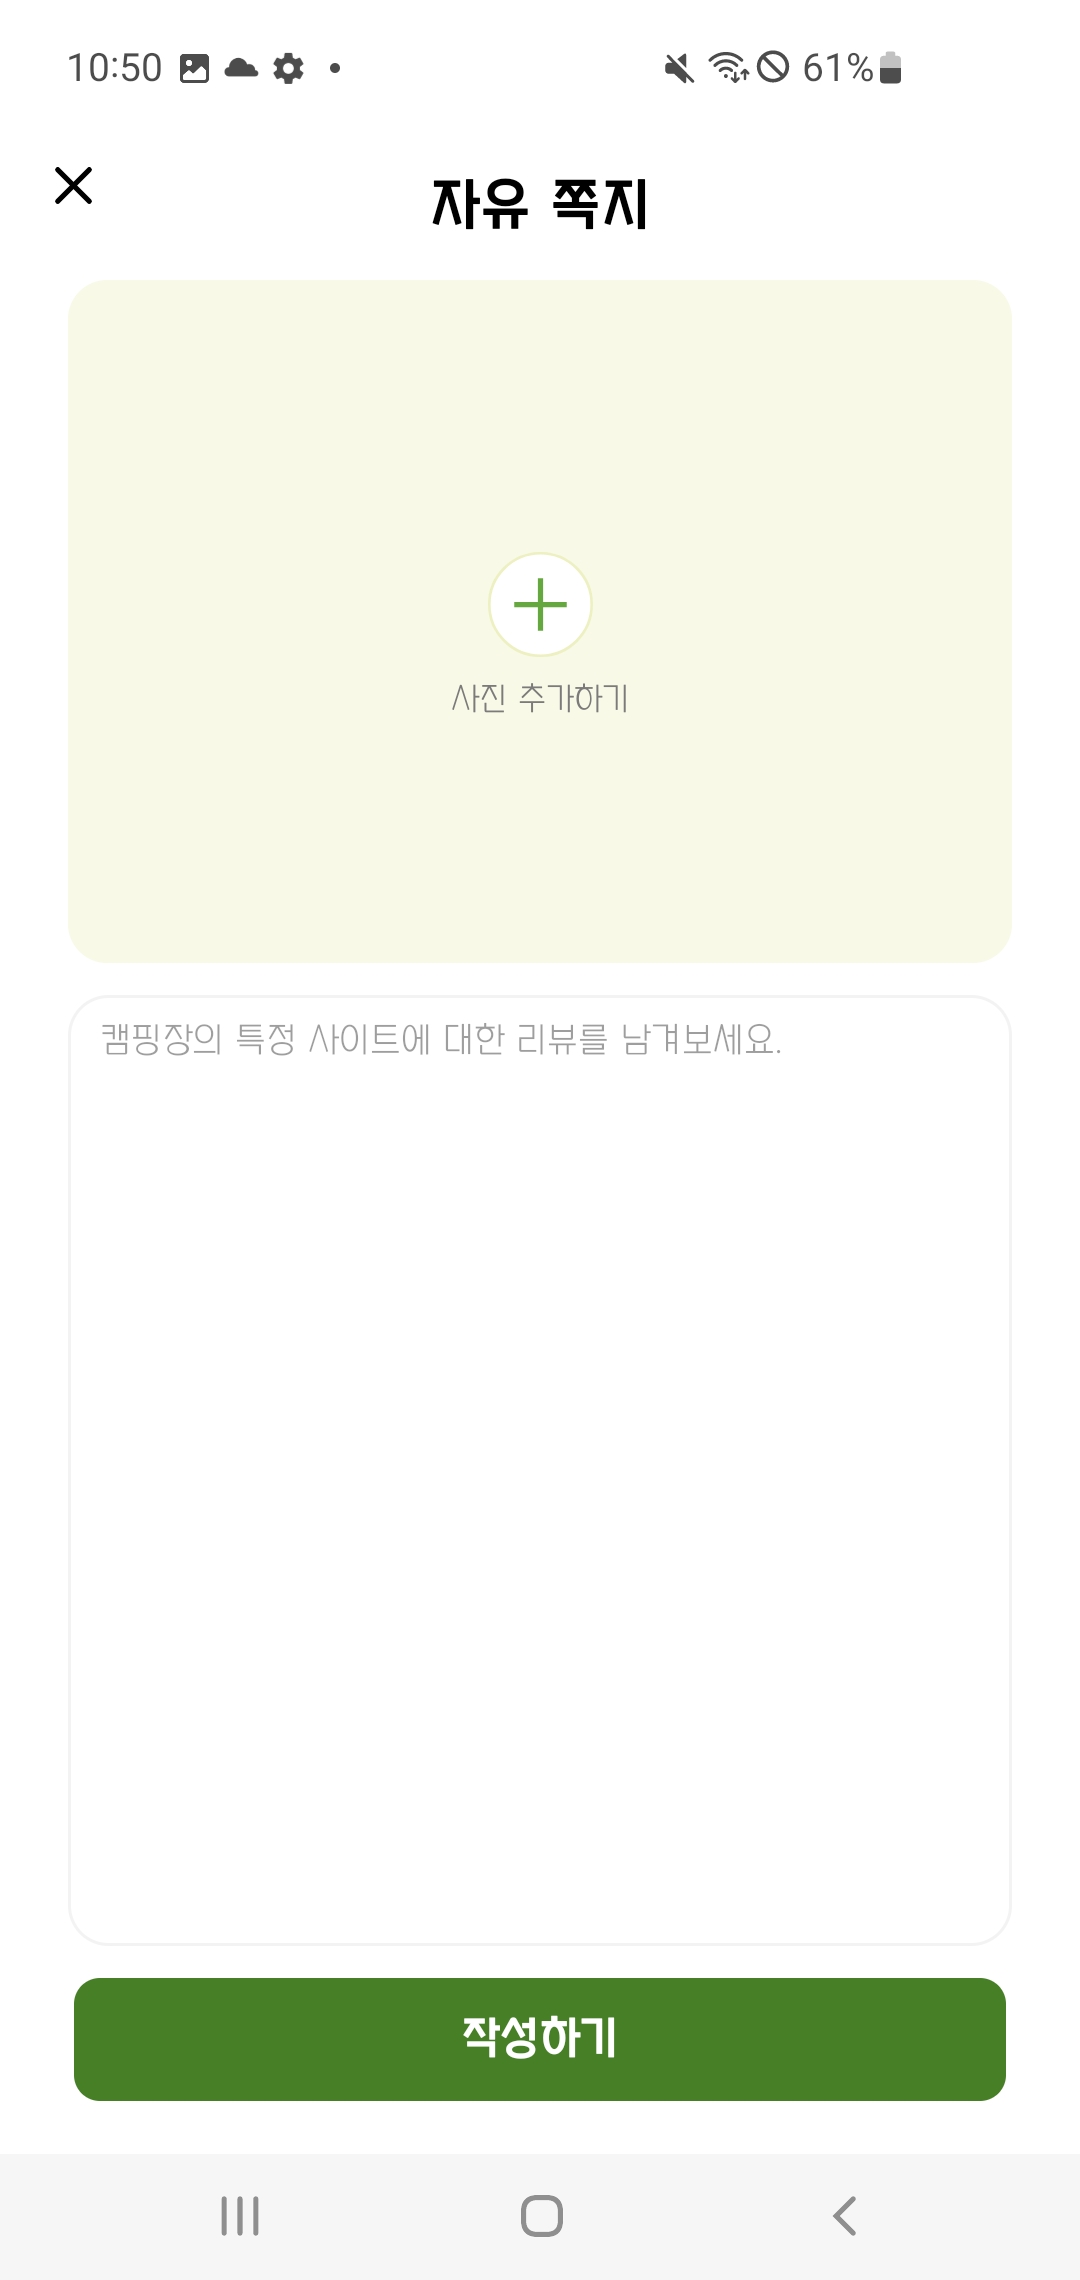 10:50
61%
자유 쪽지
사진 추가하기
캠핑장의 특정 사이트에 대한 리뷰를 남겨보세요.
작성하기